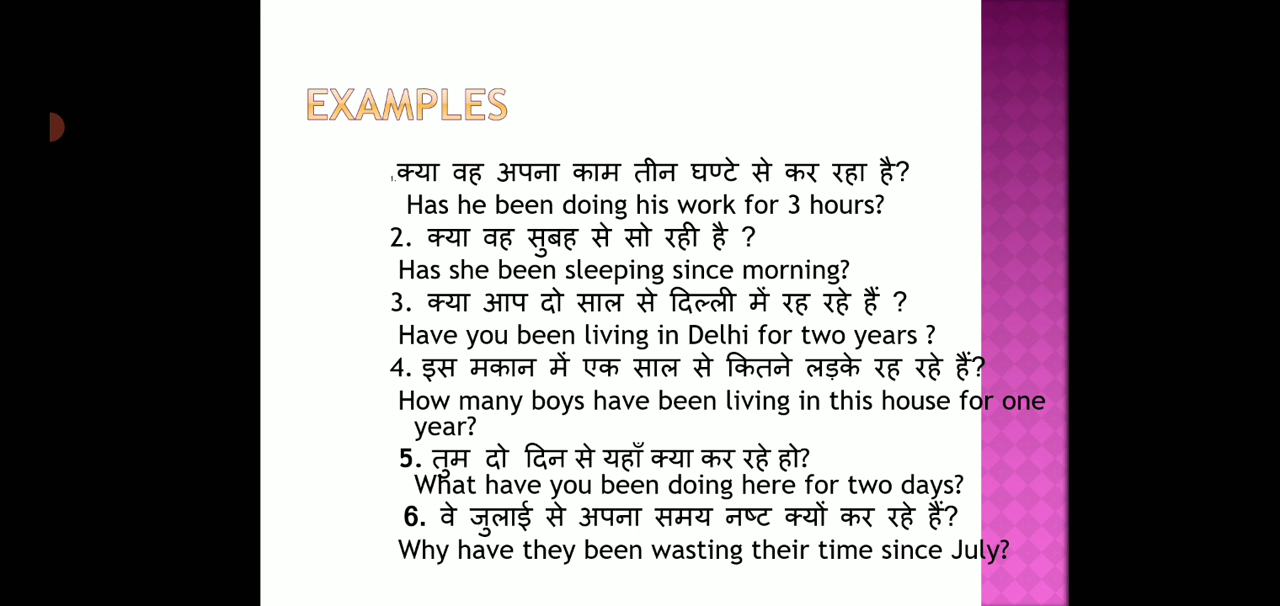 EXAMPLES
1. क्या वह अपना काम तीन घण्टे से कर रहा है?
Has he been doing his work for 3 hours?
2. क्या वह सुबह से सो रही है ?
Has she been sleeping since morning?
3. क्या आप दो साल से दिल्ली में रह रहे हैं ?
Have you been living in Delhi for two years ?
4. इस मकान में एक साल से कितने लड़के रह रहे हैं?
How many boys have been living in this house for one
year?
5. तुम दो दिन से यहाँ क्या कर रहे हो?
What have you been doing here for two days?
6. वे जुलाई से अपना समय नष्ट क्यों कर रहे हैं?
Why have they been wasting their time since July?